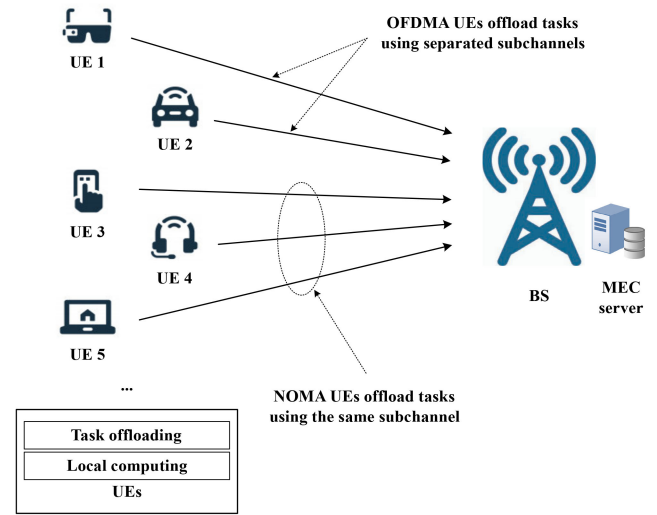 OFDMA UEs offload tasks
using separated subchannels
UE 1
UE 2
UE 3
UE 4
BS
MEC
server
UE 5
...
NOMA UEs offload tasks
using the same subchannel
Task offloading
Local computing
UEs